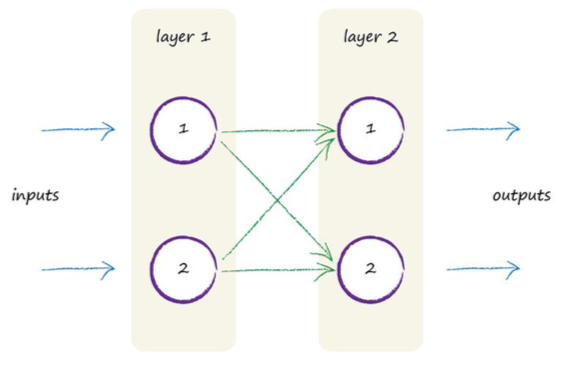 layer 1
layer 2
1
1
inputs
outputs
2
2